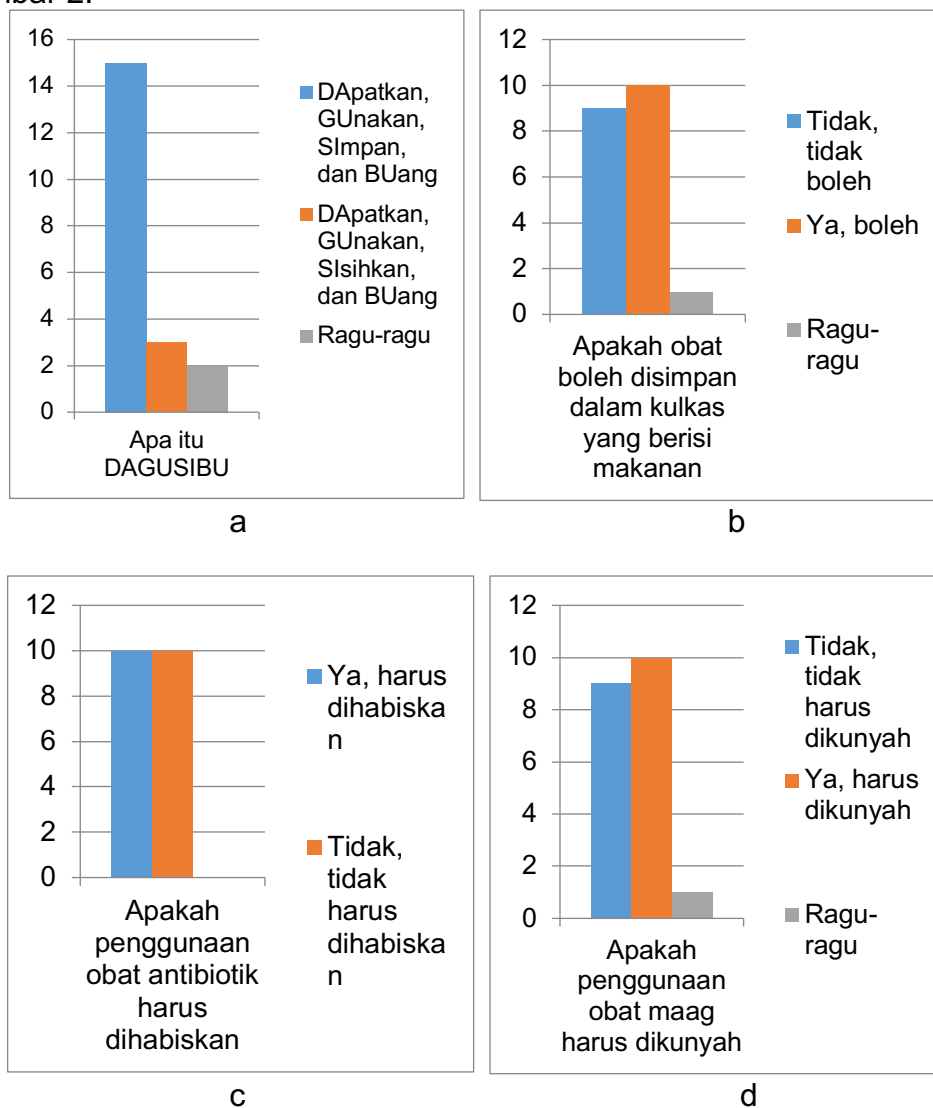 16
14
12
10
8
6
4
2
0
Apa itu
DAGUSIBU
DApatkan,
GUnakan,
SImpan,
dan BUang
DApatkan,
GUnakan,
SIsihkan,
dan BUang
Ragu-ragu
a
12
10
8
6
4
2
0
Apakah obat
boleh disimpan
dalam kulkas
yang berisi
makanan
Tidak,
tidak
boleh
Ya, boleh
Ragu-
ragu
b
12
10
8
6
4
2
0
Apakah
penggunaan
obat antibiotik
harus
dihabiskan
Ya, harus
dihabiska
n
Tidak,
tidak
harus
dihabiska
n
c
12
10
8
6
4
2
0
Apakah
penggunaan
obat maag
harus dikunyah
Tidak,
tidak
harus
dikunyah
Ya, harus
dikunyah
Ragu-
ragu
d